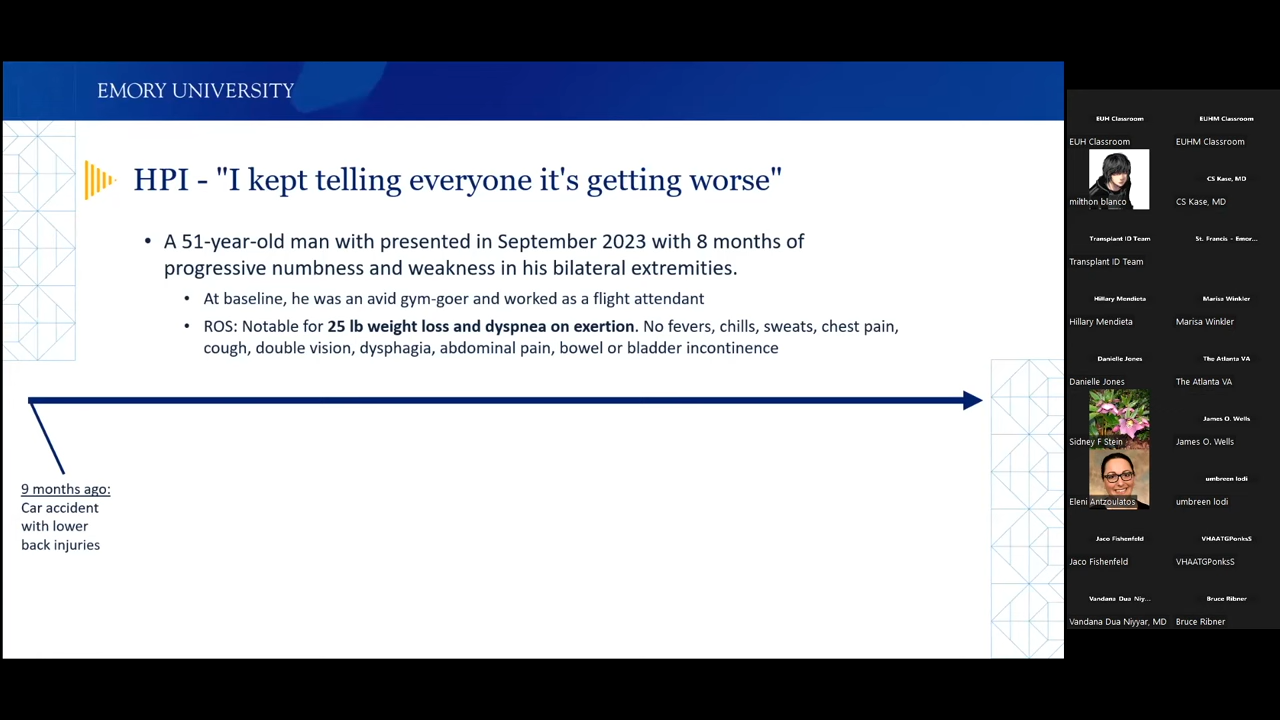 EMORY UNIVERSITY
HPI - "I kept telling everyone it's getting worse"
• A 51-year-old man with presented in September 2023 with 8 months of
progressive numbness and weakness in his bilateral extremities.
• At baseline, he was an avid gym-goer and worked as a flight attendant
• ROS: Notable for 25 lb weight loss and dyspnea on exertion. No fevers, chills, sweats, chest pain,
cough, double vision, dysphagia, abdominal pain, bowel or bladder incontinence
9 months ago:
Car accident
with lower
back injuries
EUH Classroom
EUHM Classroom
EUH Classroom
EUHM Classroom
CS Kase, MD
milthon blanco
CS Kase, MD
Transplant ID Team
St. Francis - Emor...
Transplant ID Team
Hillary Mendieta
Marisa Winkler
Hillary Mendieta
Marisa Winkler
Danielle Jones
The Atlanta VA
Danielle Jones
The Atlanta VA
James O. Wells
Sidney F Stein
James O. Wells
umbreen lodi
Eleni Antzoulatos
umbreen lodi
Jaco Fishenfeld
VHAATGPonksS
Jaco Fishenfeld
VHAATGPonksS
Vandana Dua Niy...
Bruce Ribner
Vandana Dua Niyyar, MD
Bruce Ribner